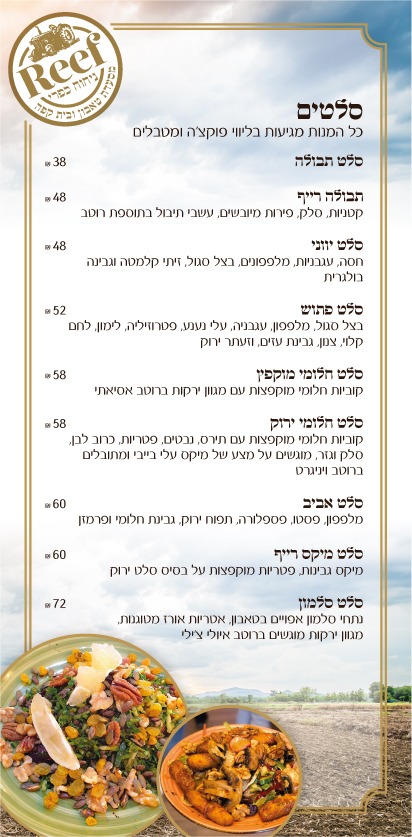 Reef
ניחוח כפרי
מסעדת טאבון ובית קפה
סלטים
כל המנות מגיעות בליווי פוקצ'ה ומטבלים
סלט תבולה 38 ₪
תבולה רייף 48 ₪
קטניות, סלק, פירות מיובשים, עשבי תיבול בתוספת רוטב
סלט יווני 48 ₪
חסה, עגבניות, מלפפונים, בצל סגול, זיתי קלמטה וגבינה
בולגרית
סלט פתוש 52 ₪
בצל סגול, מלפפון, עגבניה, עלי נענע, פטרוזיליה, לימון, לחם
קלוי, צנון, גבינת עזים, וזעתר ירוק
סלט חלומי מוקפץ 58 ₪
קוביות חלומי מוקפצות עם מגוון ירקות ברוטב אסיאתי
סלט חלומי ירוק 58 ₪
קוביות חלומי מוקפצות עם תירס, נבטים, פטריות, כרוב לבן,
סלק וגזר, מוגשים על מצע של מיקס עלי בייבי ומתובלים
ברוטב ויניגרט
סלט אביב 60 ₪
מלפפון, פסטו, פספלורה, תפוח ירוק, גבינת חלומי ופרמזן
סלט מיקס רייף 60 ₪
מיקס גבינות, פטריות מוקפצות על בסיס סלט ירוק
סלט סלמון 72 ₪
נתחי סלמון אפויים בטאבון, אטריות אורז מטוגנות,
מגוון ירקות מוגשים ברוטב איולי צ'ילי